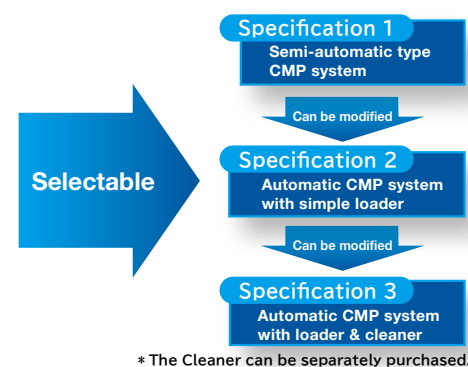 Specification 1
Semi-automatic type
CMP system
Can be modified
Selectable
Specification 2
Automatic CMP system
with simple loader
Can be modified
Specification 3
Automatic CMP system
with loader & cleaner
* The Cleaner can be separately purchased.